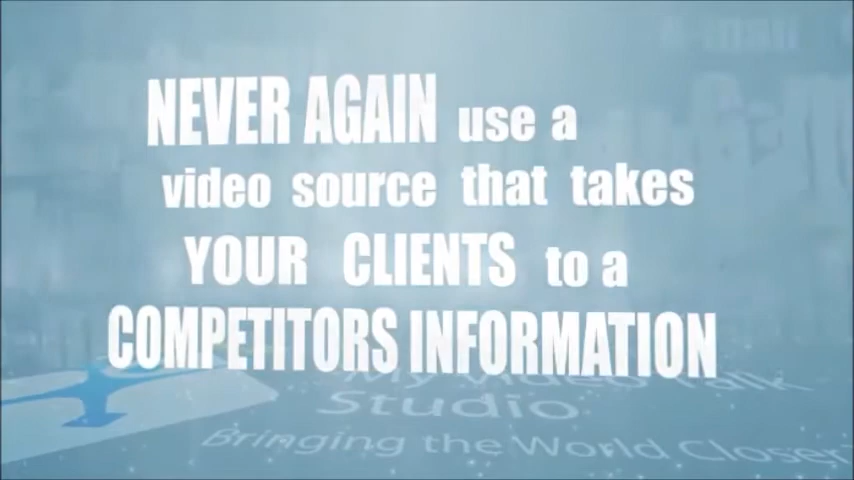 NEVER AGAIN use a
video source that takes
YOUR CLIENTS to a
COMPETITORS INFORMATION
My Video Talk
Studio
Bringing the World Closer